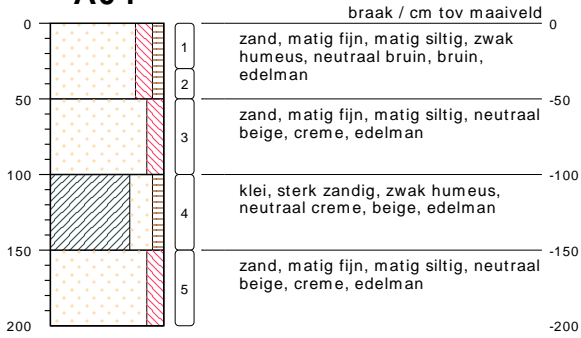 braak / cm tov maaiveld
0
0
1
zand, matig fijn, matig siltig, zwak
humeus, neutraal bruin, bruin,
edelman
2
50
-50
3
zand, matig fijn, matig siltig, neutraal
beige, creme, edelman
100
-100
4
klei, sterk zandig, zwak humeus,
neutraal creme, beige, edelman
150
-150
5
zand, matig fijn, matig siltig, neutraal
beige, creme, edelman
200
-200